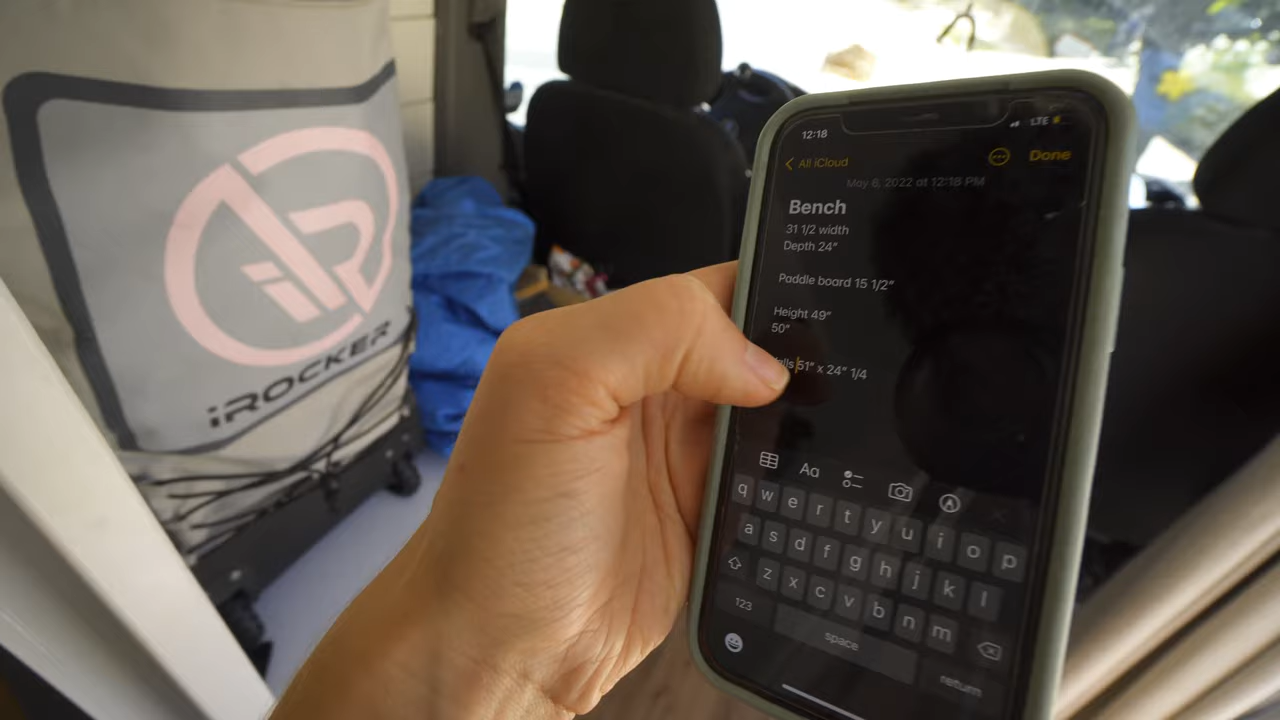 iROCKER
12:18
LTE
All iCloud
Done
May 6, 2022 at 12:18 PM
Bench
31 1/2 width
Depth 24"
Paddle board 15 1/2"
Height 49"
50"
51" x 24" 1/4
Aa
q w e r t y u i o p
a s d f g h j k l
z x c v b n m
123
space
return